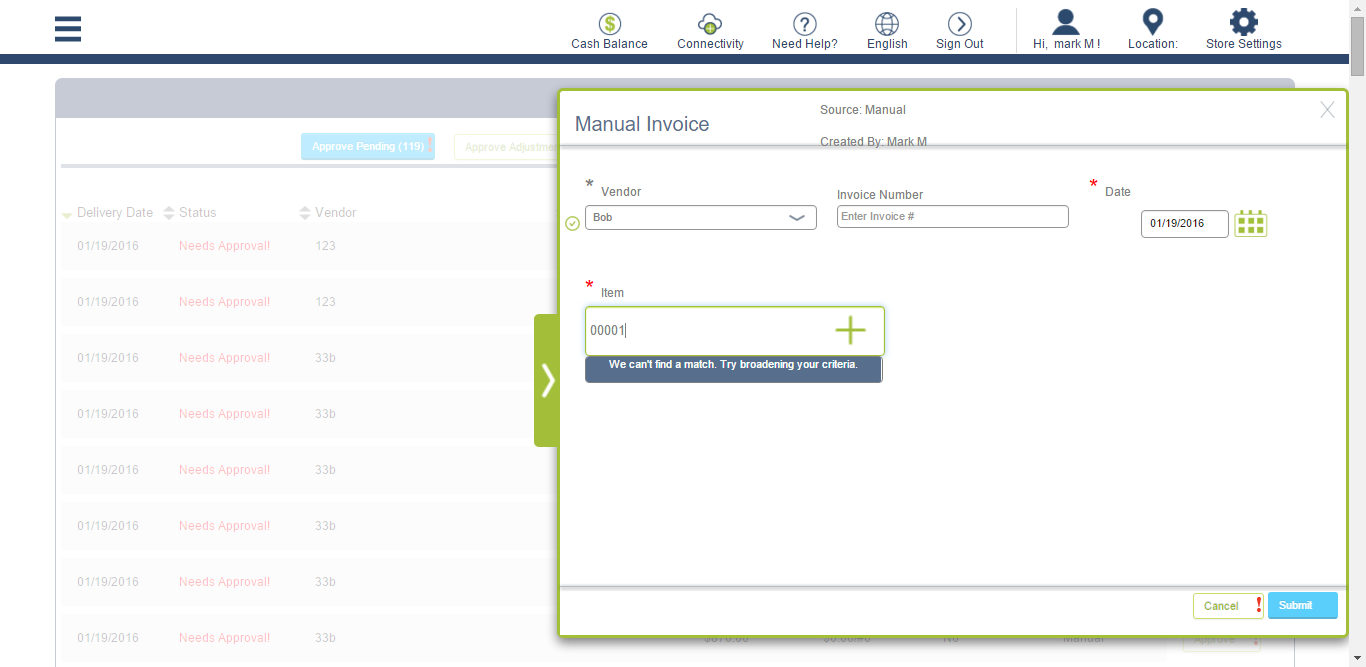 Cash Balance Connectivity Need Help? English Sign Out Hi, mark M ! Location: Store Settings
Source: Manual
Manual Invoice
Created By: Mark M
Approve Pending (119) !
Approve Adjustmen
* Vendor
Invoice Number
* Date
Bob
Enter Invoice #
01/19/2016
Delivery Date Status Vendor
01/19/2016 Needs Approval! 123
01/19/2016 Needs Approval! 123
01/19/2016 Needs Approval! 33b
01/19/2016 Needs Approval! 33b
01/19/2016 Needs Approval! 33b
01/19/2016 Needs Approval! 33b
01/19/2016 Needs Approval! 33b
01/19/2016 Needs Approval! 33b
* Item
00001
We can't find a match. Try broadening your criteria.
Cancel !
Submit
No Manual Approve